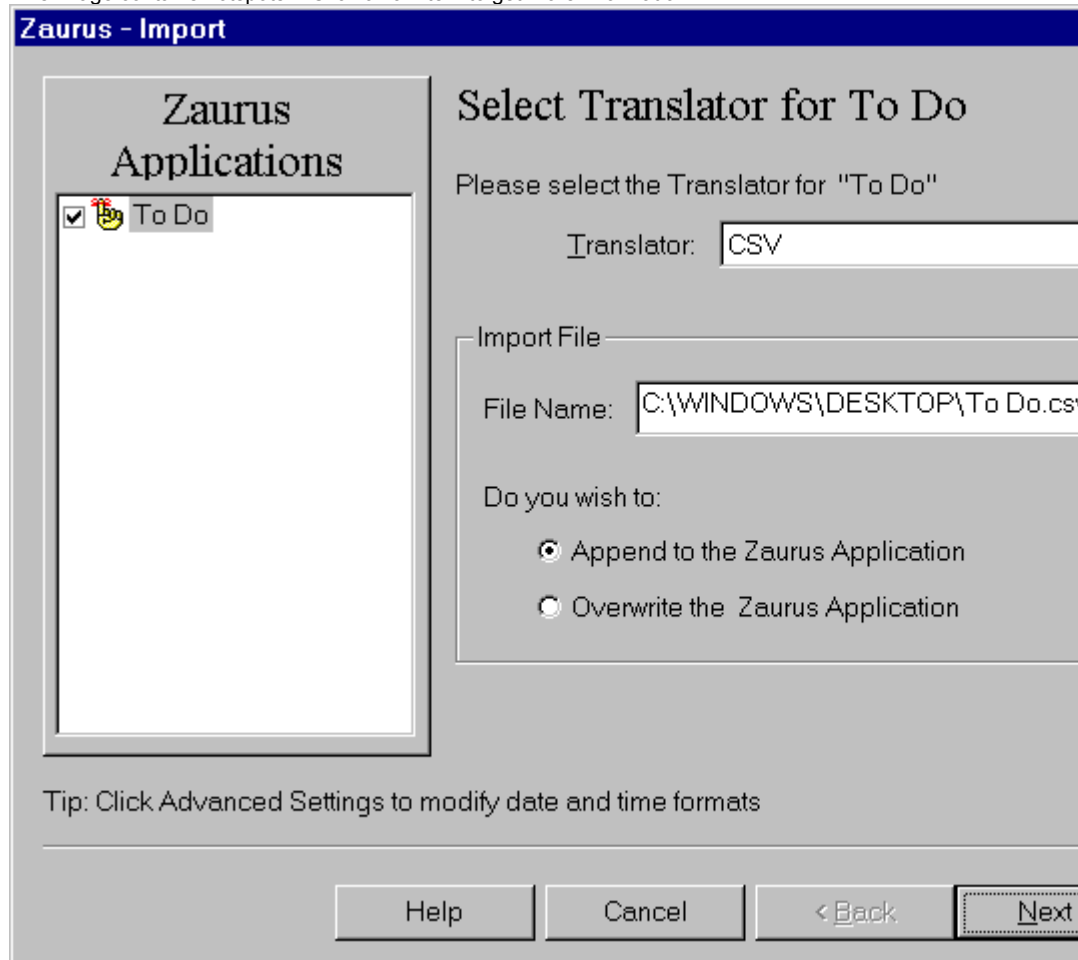 Zaurus - Import
Zaurus
Applications
To Do
Select Translator for To Do
Please select the Translator for "To Do"
Translator: CSV
Import File
File Name: C:\WINDOWS\DESKTOP\To Do.cs
Do you wish to:
Append to the Zaurus Application
Overwrite the Zaurus Application
Tip: Click Advanced Settings to modify date and time formats
Help
Cancel
< Back
Next